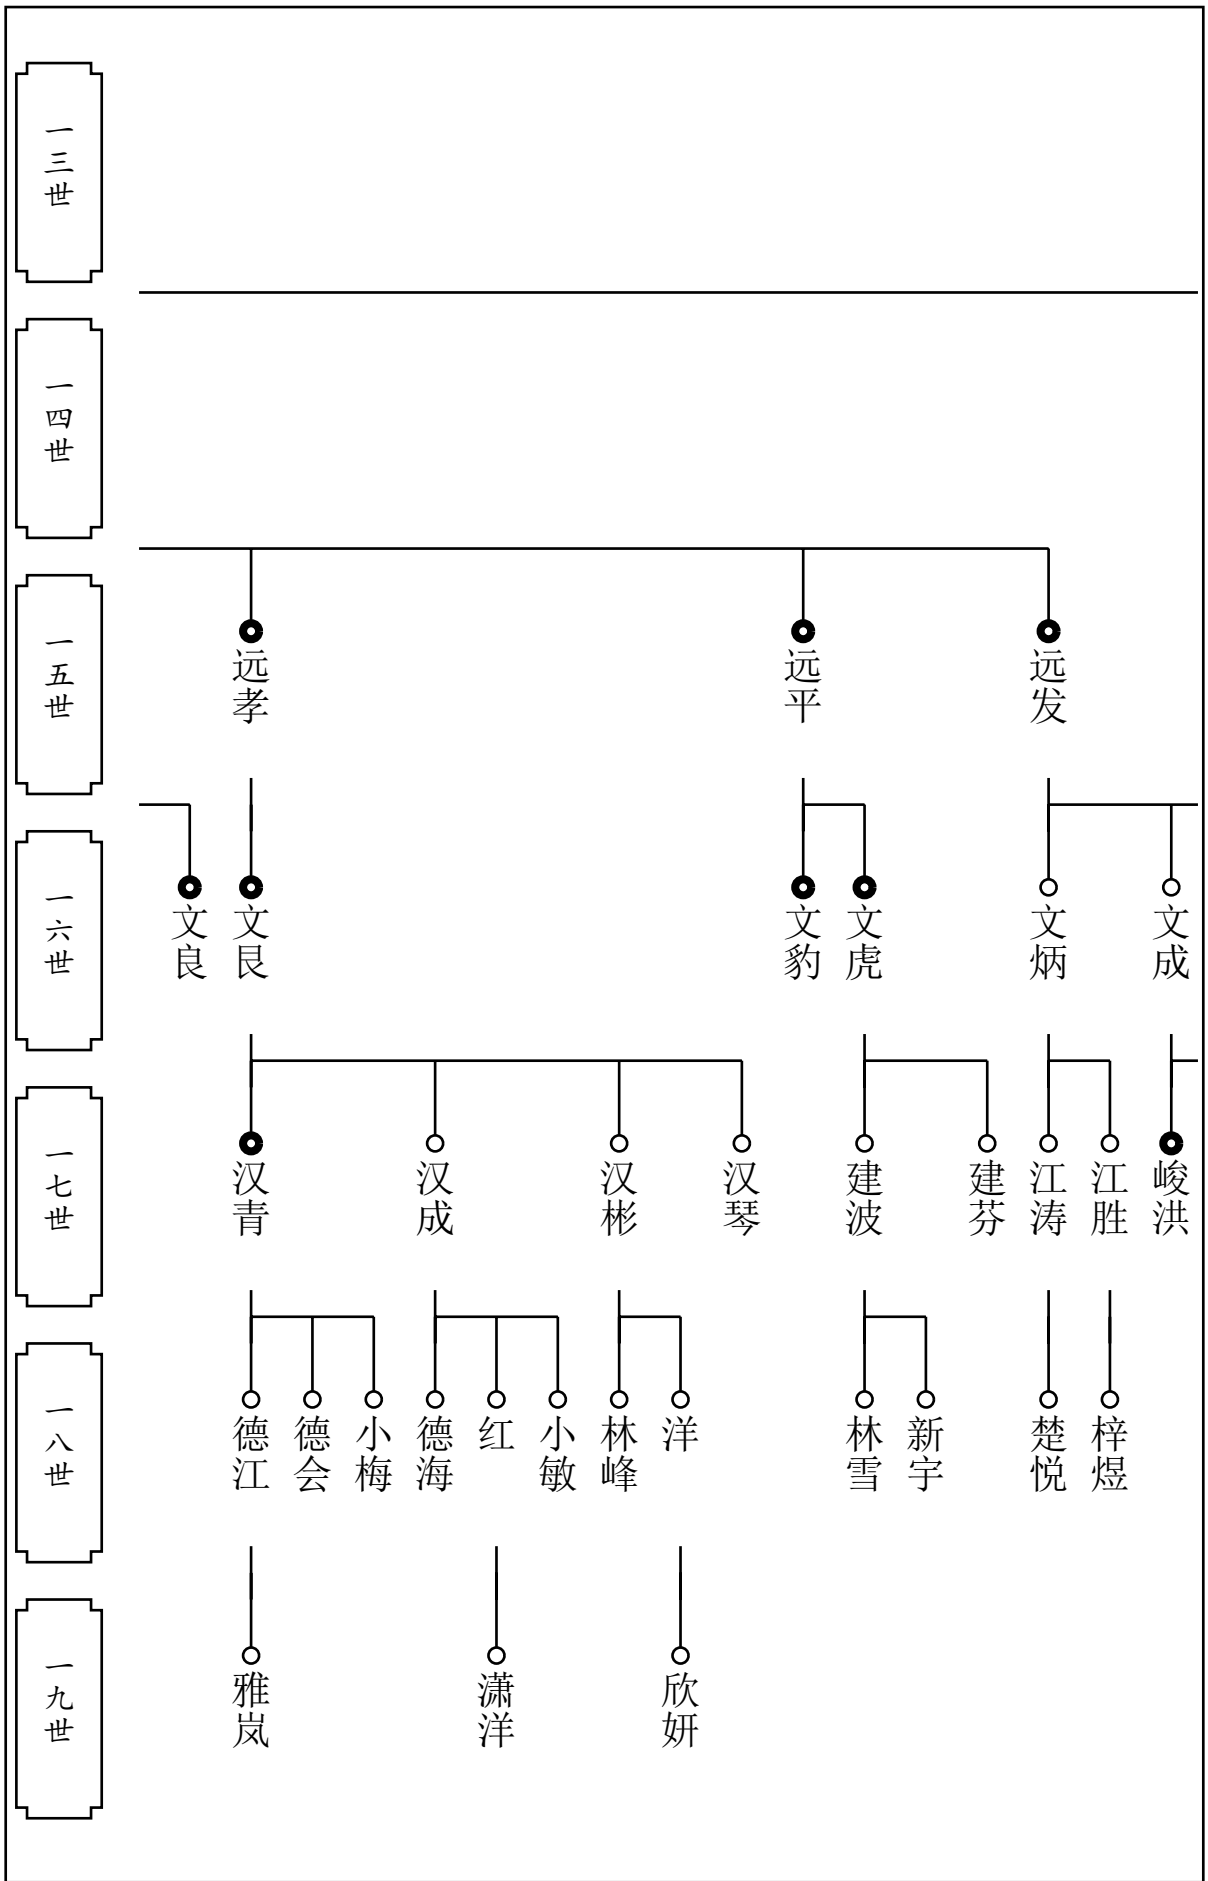 一三世
一四世
一五世
远孝
远平
远发
一六世
文良
文艮
文豹
文虎
文炳
文成
一七世
汉青
汉成
汉彬
汉琴
建波
建芬
江涛
江胜
峻洪
一八世
德江
德会
小梅
德海
红
小敏
林峰
洋
林雪
新宇
楚悦
梓煜
一九世
雅岚
潇洋
欣妍